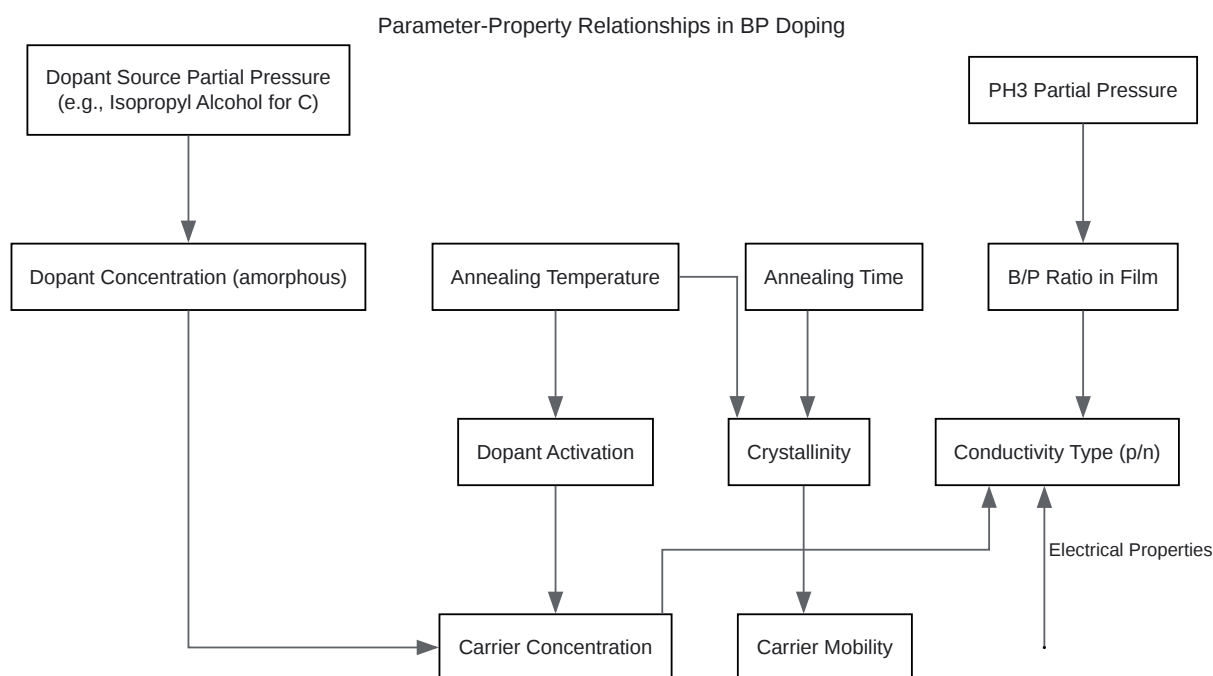 Parameter-Property Relationships in BP Doping
Dopant Source Partial Pressure
(e.g., Isopropyl Alcohol for C)
PH3 Partial Pressure
Dopant Concentration (amorphous)
Annealing Temperature
Annealing Time
B/P Ratio in Film
Dopant Activation
Crystallinity
Conductivity Type (p/n)
Electrical Properties
Carrier Concentration
Carrier Mobility